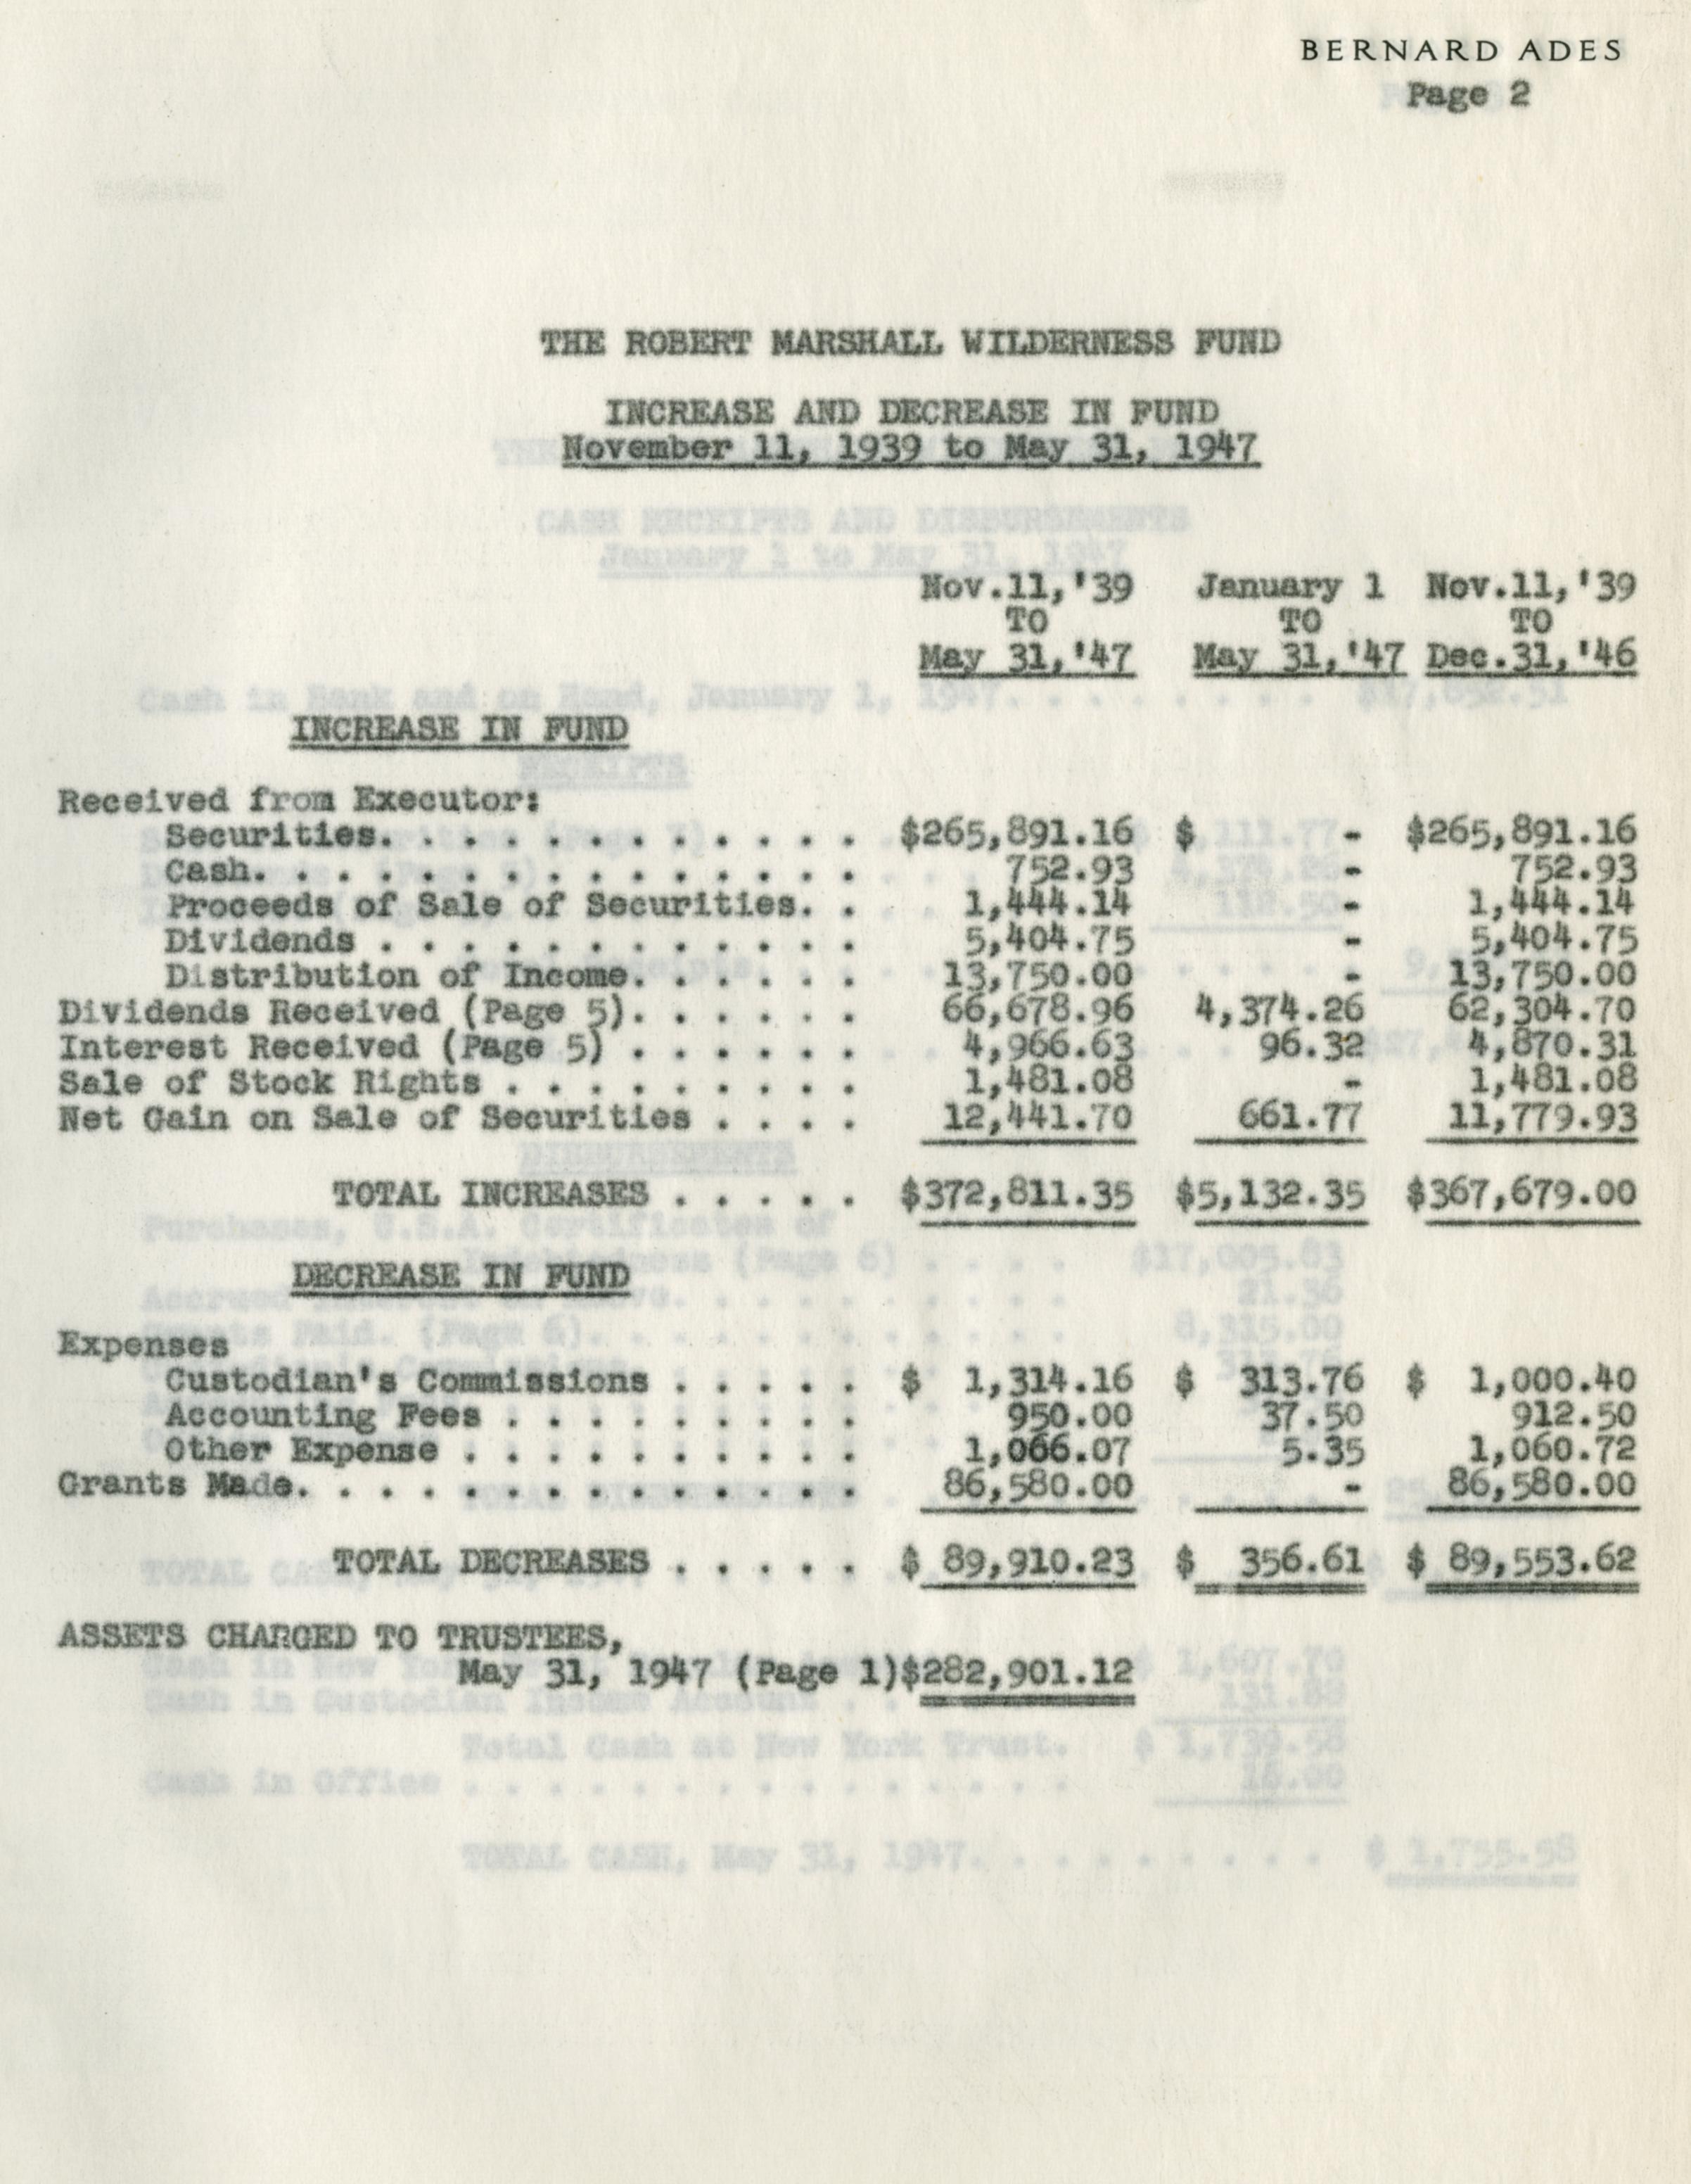 BERNARD ADES
Page 2
THE ROBERT MARSHALL WILDERNESS FUND
INCREASE AND DECREASE IN FUND
November 11, 1939 to May 31, 1947
Nov.11,'39 January 1 Nov.11,'39
TO TO TO
May 31,'47 May 31,'47 Dec.31,'46
INCREASE IN FUND
Received from Executor:
Securities. . . . . . . . . . . . $265,891.16 $ - $265,891.16
Cash. . . . . . . . . . . . . . . 752.93 - 752.93
Proceeds of Sale of Securities. . 1,444.14 - 1,444.14
Dividends . . . . . . . . . . . . 5,404.75 - 5,404.75
Distribution of Income. . . . . . 13,750.00 - 13,750.00
Dividends Received (Page 5). . . . . . 66,678.96 4,374.26 62,304.70
Interest Received (Page 5) . . . . . . 4,966.63 96.32 4,870.31
Sale of Stock Rights . . . . . . . . . 1,481.08 - 1,481.08
Net Gain on Sale of Securities . . . . 12,441.70 661.77 11,779.93
TOTAL INCREASES . . . . . $372,811.35 $5,132.35 $367,679.00
DECREASE IN FUND
Expenses
Custodian's Commissions . . . . . $ 1,314.16 $ 313.76 $ 1,000.40
Accounting Fees . . . . . . . . . 950.00 37.50 912.50
Other Expense . . . . . . . . . . 1,066.07 5.35 1,060.72
Grants Made. . . . . . . . . . . . . . 86,580.00 - 86,580.00
TOTAL DECREASES . . . . . $ 89,910.23 $ 356.61 $ 89,553.62
ASSETS CHARGED TO TRUSTEES,
May 31, 1947 (Page 1)$282,901.12